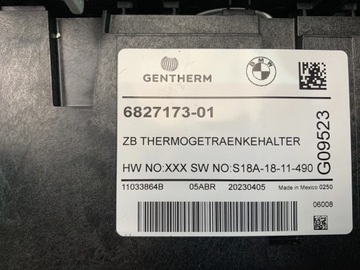 GENTHERM
BMW
6827173-01
ZB THERMOGETRAENKEHALTER
HW NO:XXX SW NO:S18A-18-11-490
G09523
11033864B 05ABR 20230405 Made in Mexico 0250
06008